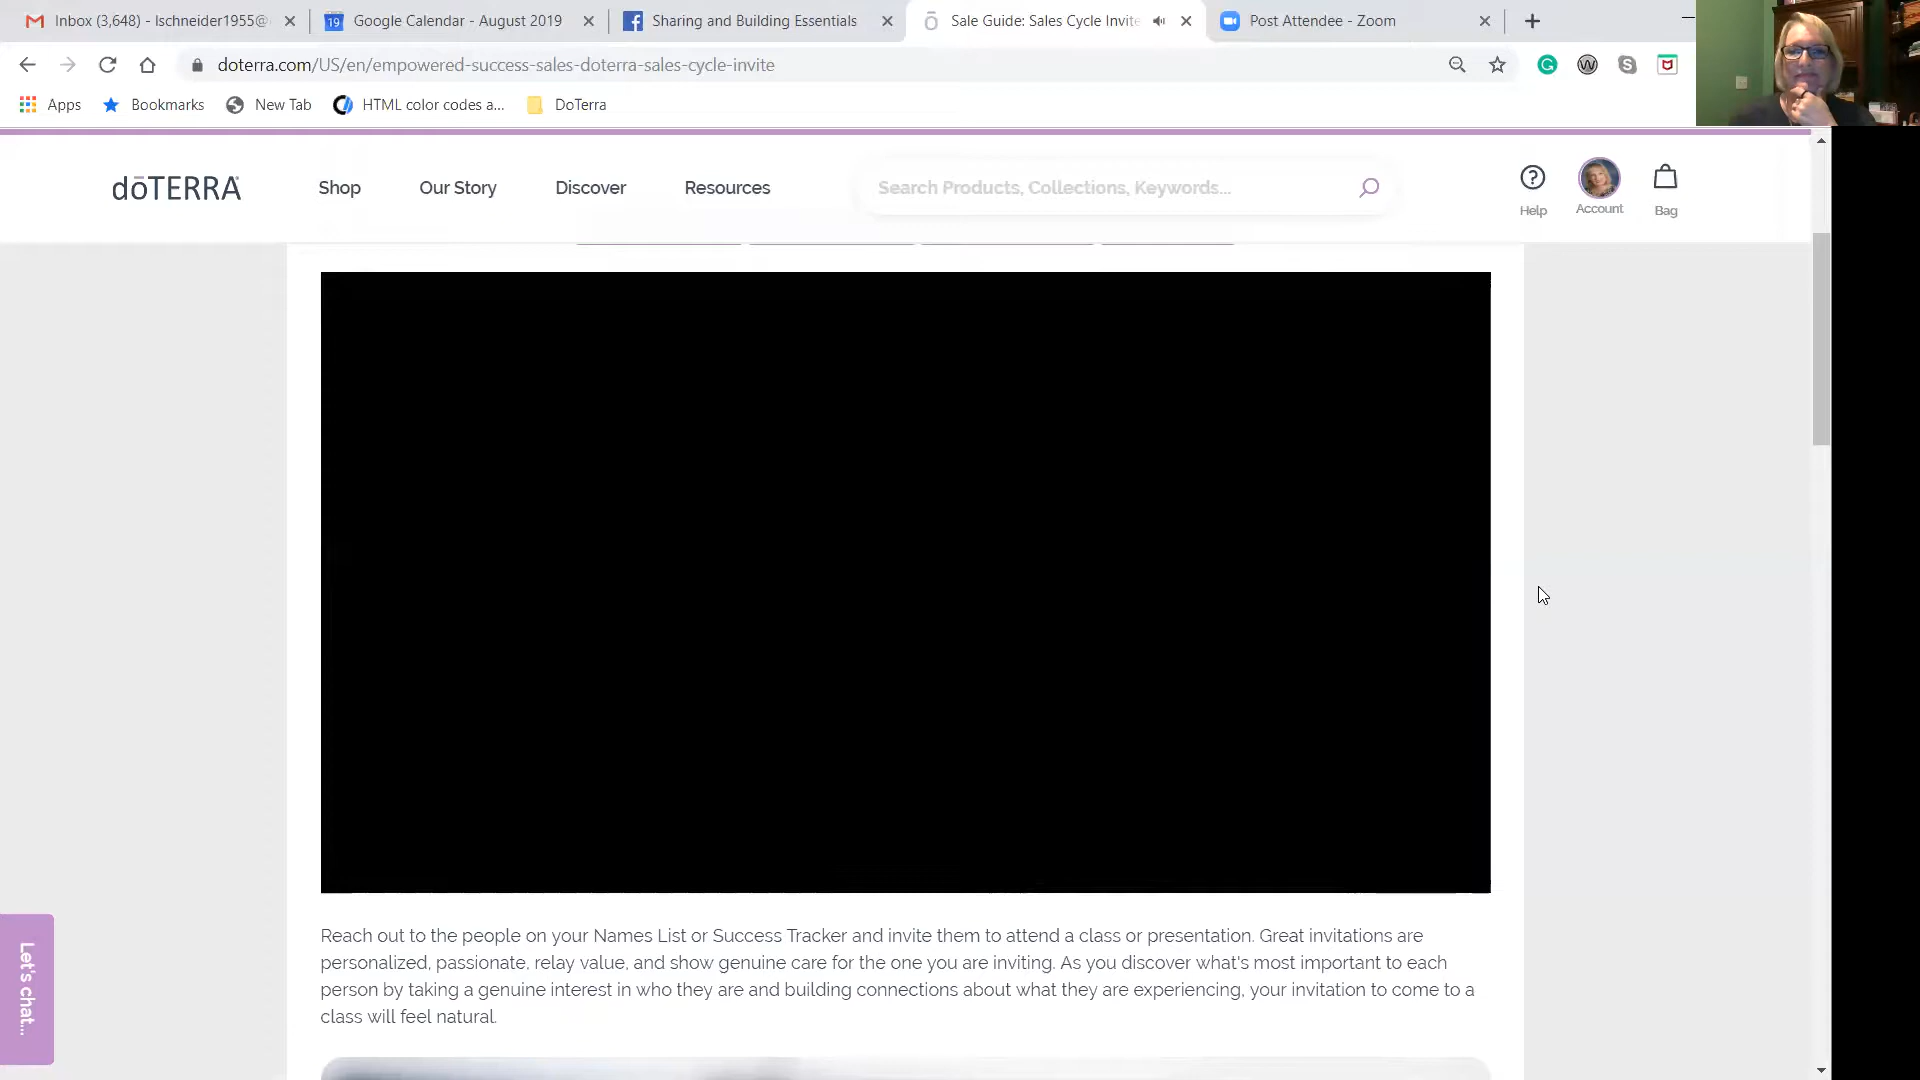 Inbox (3,648) - lschneider1955@
Google Calendar - August 2019
Sharing and Building Essentials
Sale Guide: Sales Cycle Invite
Post Attendee - Zoom
doterra.com/US/en/empowered-success-sales-doterra-sales-cycle-invite
Apps
Bookmarks
New Tab
HTML color codes a...
DoTerra
dōTERRA
Shop
Our Story
Discover
Resources
Search Products, Collections, Keywords...
Help
Account
Bag
Reach out to the people on your Names List or Success Tracker and invite them to attend a class or presentation. Great invitations are
personalized, passionate, relay value, and show genuine care for the one you are inviting. As you discover what's most important to each
person by taking a genuine interest in who they are and building connections about what they are experiencing, your invitation to come to a
class will feel natural.
Let's chat...